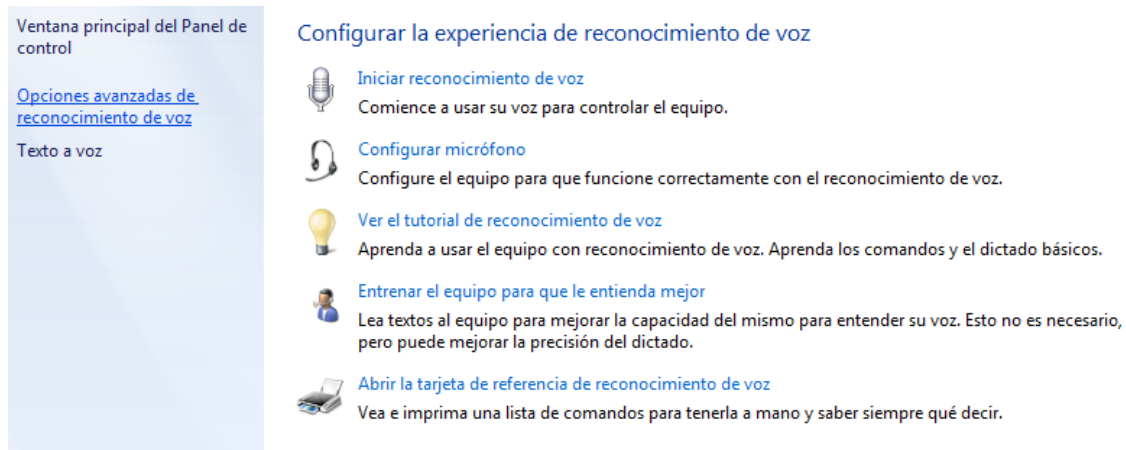 Ventana principal del Panel de
control
Opciones avanzadas de
reconocimiento de voz
Texto a voz
Configurar la experiencia de reconocimiento de voz
Iniciar reconocimiento de voz
Comience a usar su voz para controlar el equipo.
Configurar micrófono
Configure el equipo para que funcione correctamente con el reconocimiento de voz.
Ver el tutorial de reconocimiento de voz
Aprenda a usar el equipo con reconocimiento de voz. Aprenda los comandos y el dictado básicos.
Entrenar el equipo para que le entienda mejor
Lea textos al equipo para mejorar la capacidad del mismo para entender su voz. Esto no es necesario,
pero puede mejorar la precisión del dictado.
Abrir la tarjeta de referencia de reconocimiento de voz
Vea e imprima una lista de comandos para tenerla a mano y saber siempre qué decir.